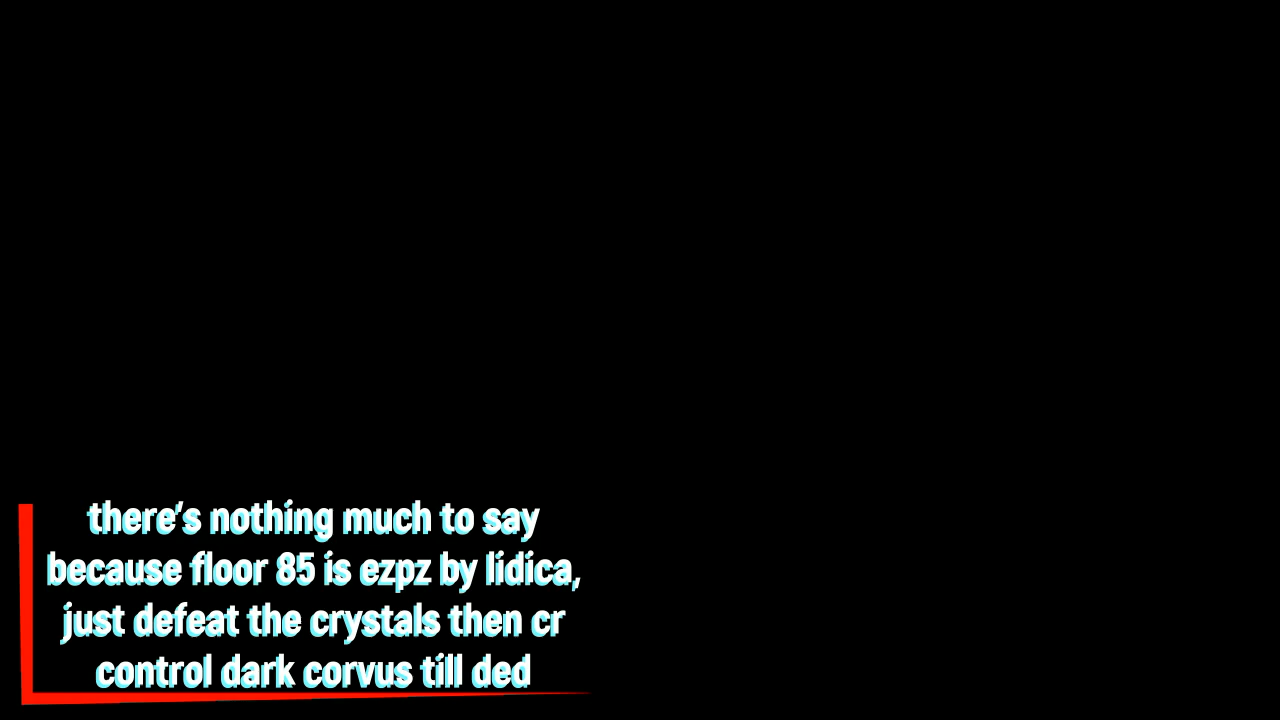 there's nothing much to say
because floor 85 is ezpz by lidica,
just defeat the crystals then cr
control dark corvus till ded